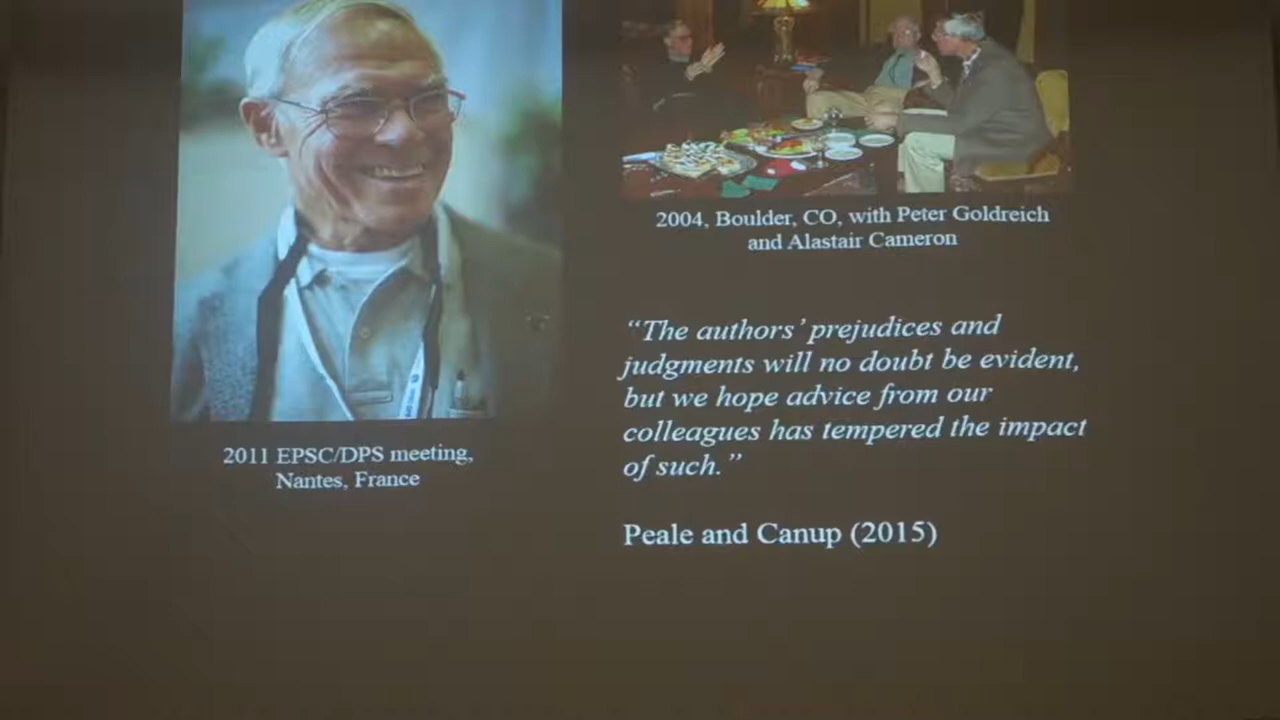 2011 EPSC/DPS meeting,
Nantes, France
2004, Boulder, CO, with Peter Goldreich
and Alastair Cameron
“The authors’ prejudices and
judgments will no doubt be evident,
but we hope advice from our
colleagues has tempered the impact
of such.”
Peale and Canup (2015)